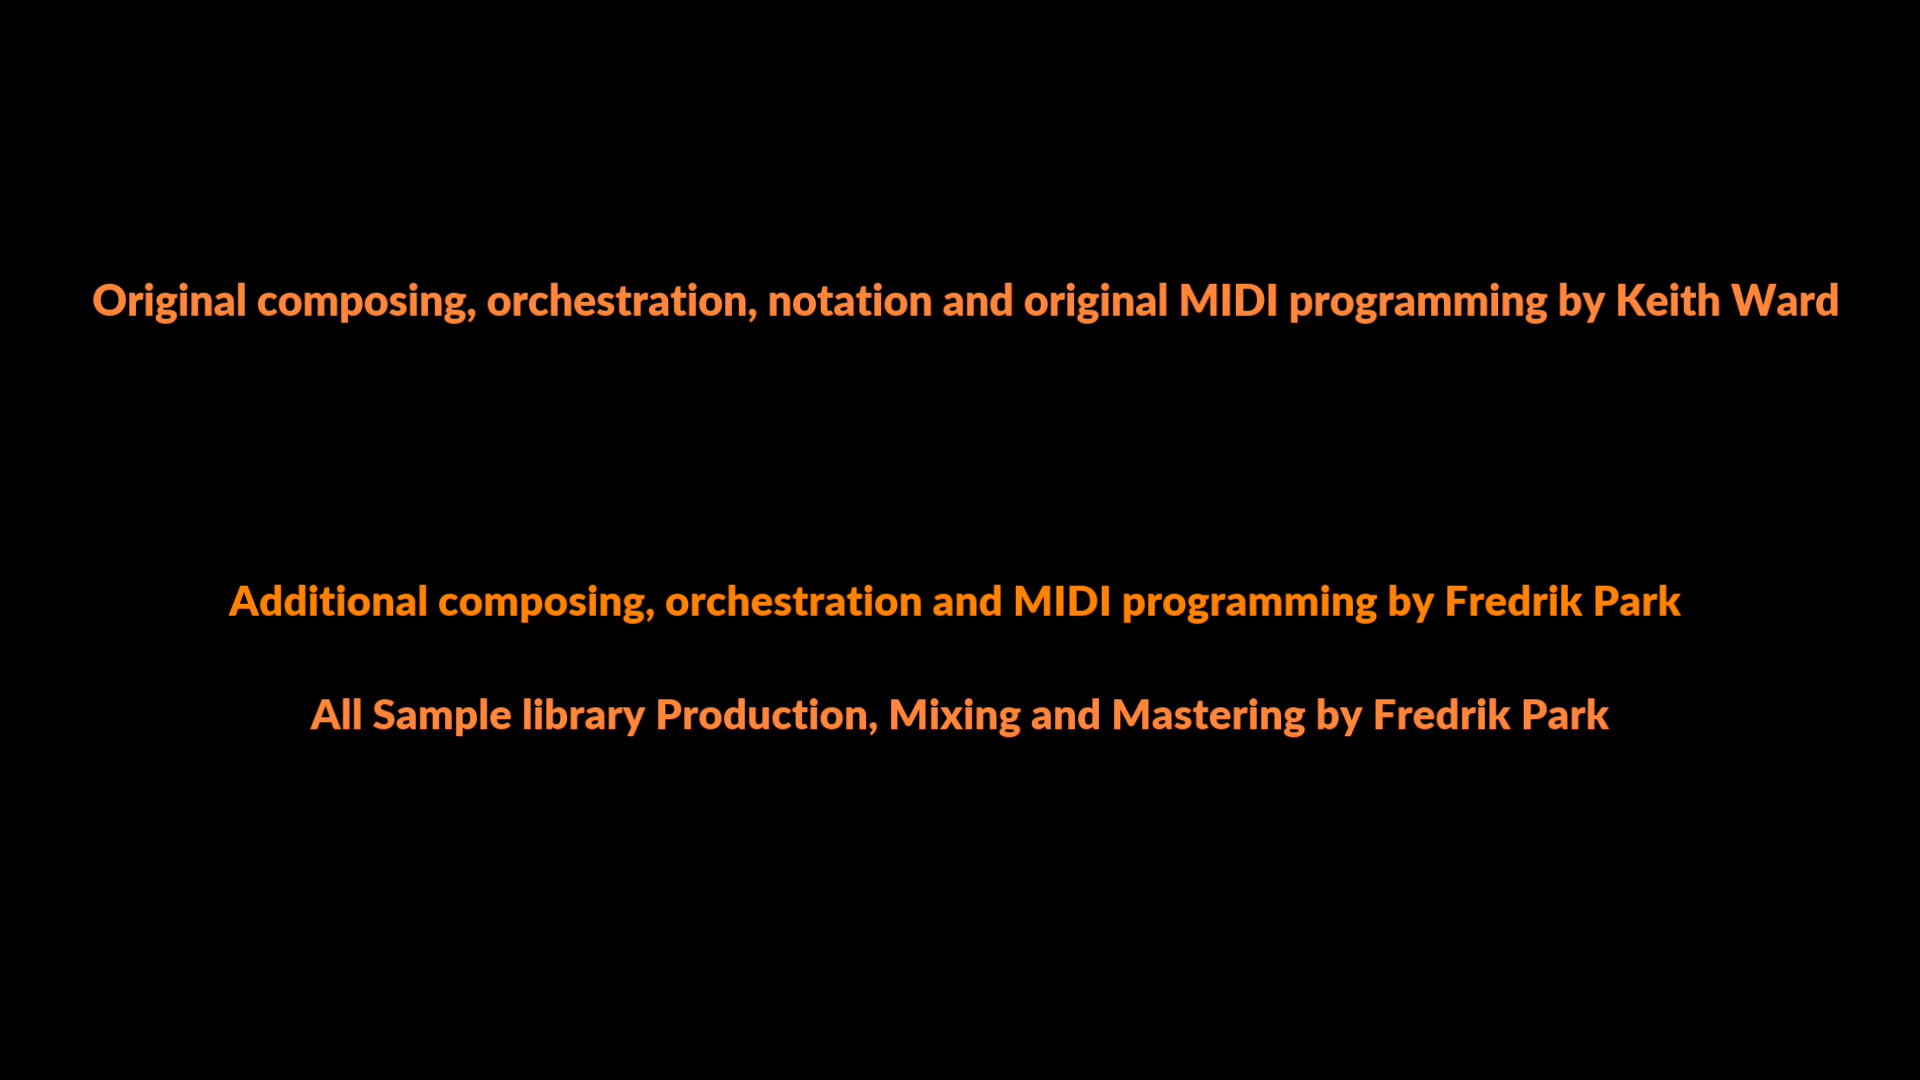 Original composing, orchestration, notation and original MIDI programming by Keith Ward
Additional composing, orchestration and MIDI programming by Fredrik Park
All Sample library Production, Mixing and Mastering by Fredrik Park